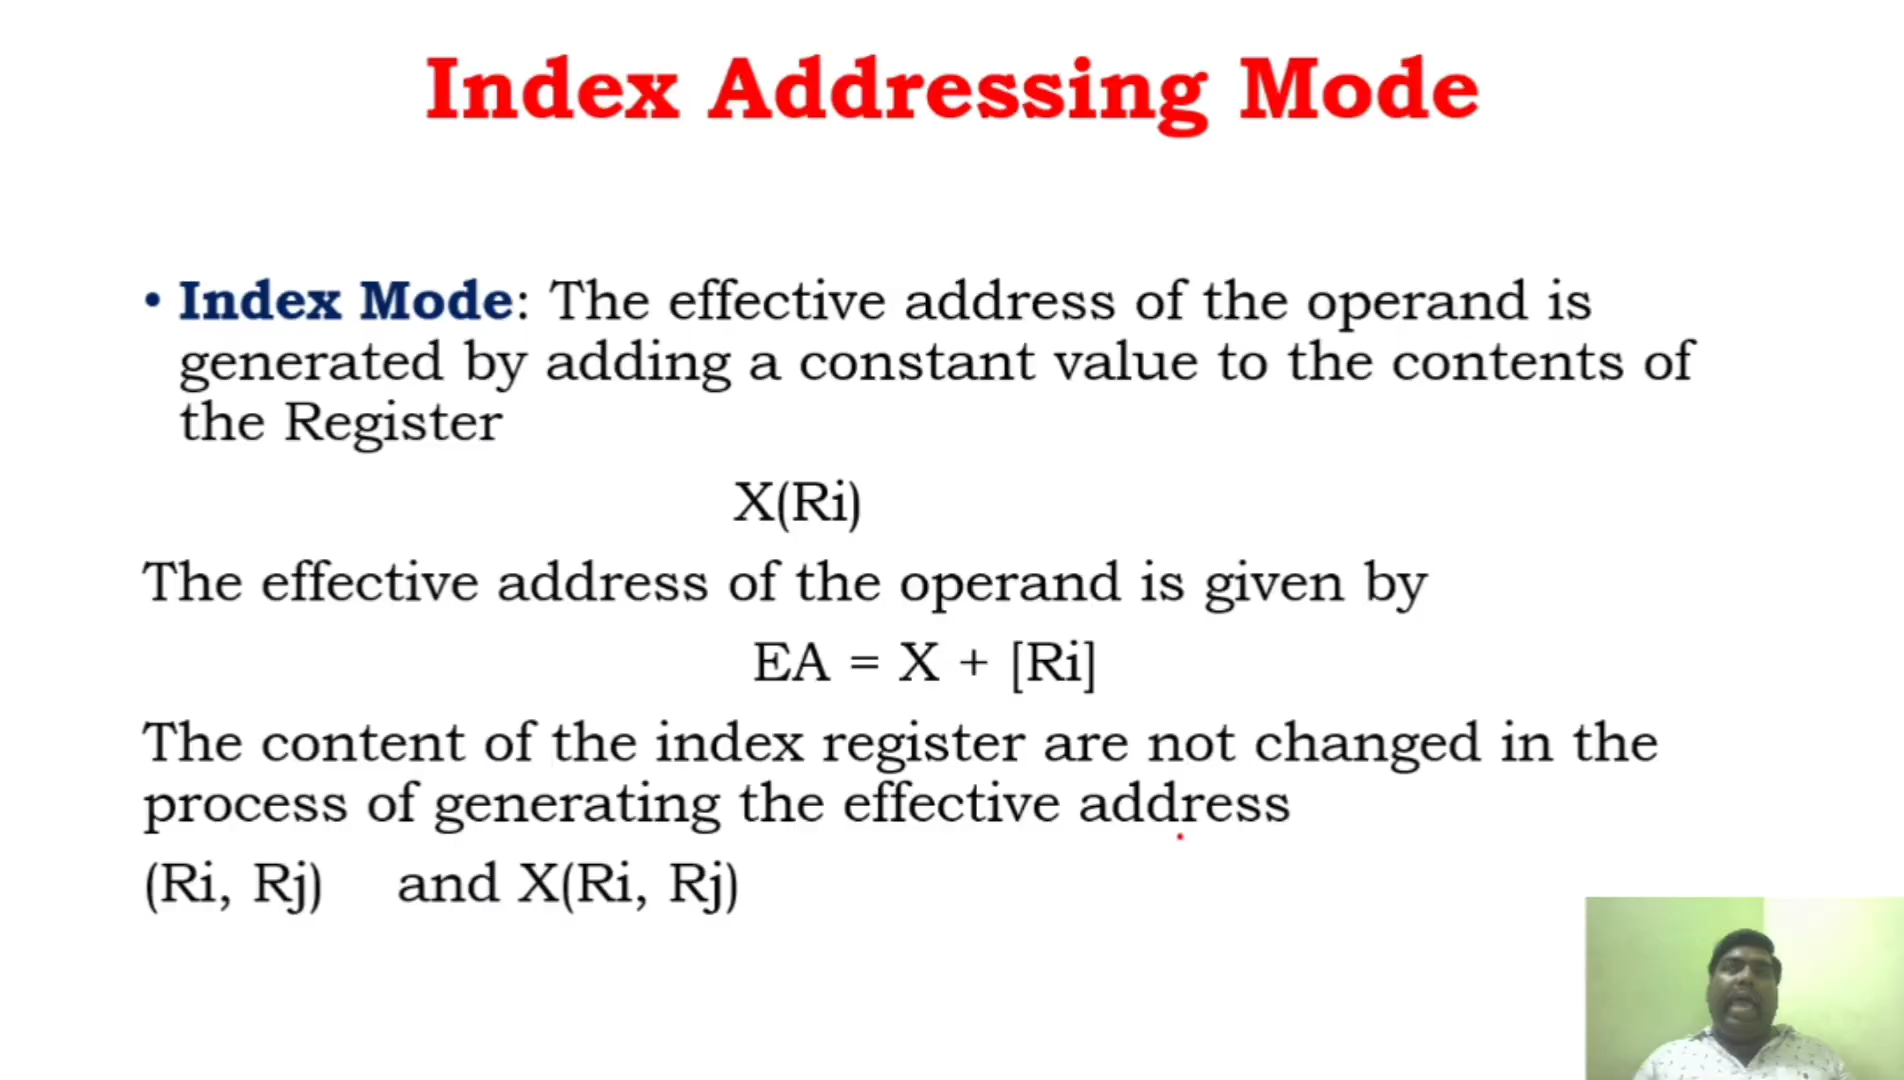 Index Addressing Mode
• Index Mode: The effective address of the operand is
generated by adding a constant value to the contents of
the Register
X(Ri)
The effective address of the operand is given by
EA = X + [Ri]
The content of the index register are not changed in the
process of generating the effective address
(Ri, Rj) and X(Ri, Rj)